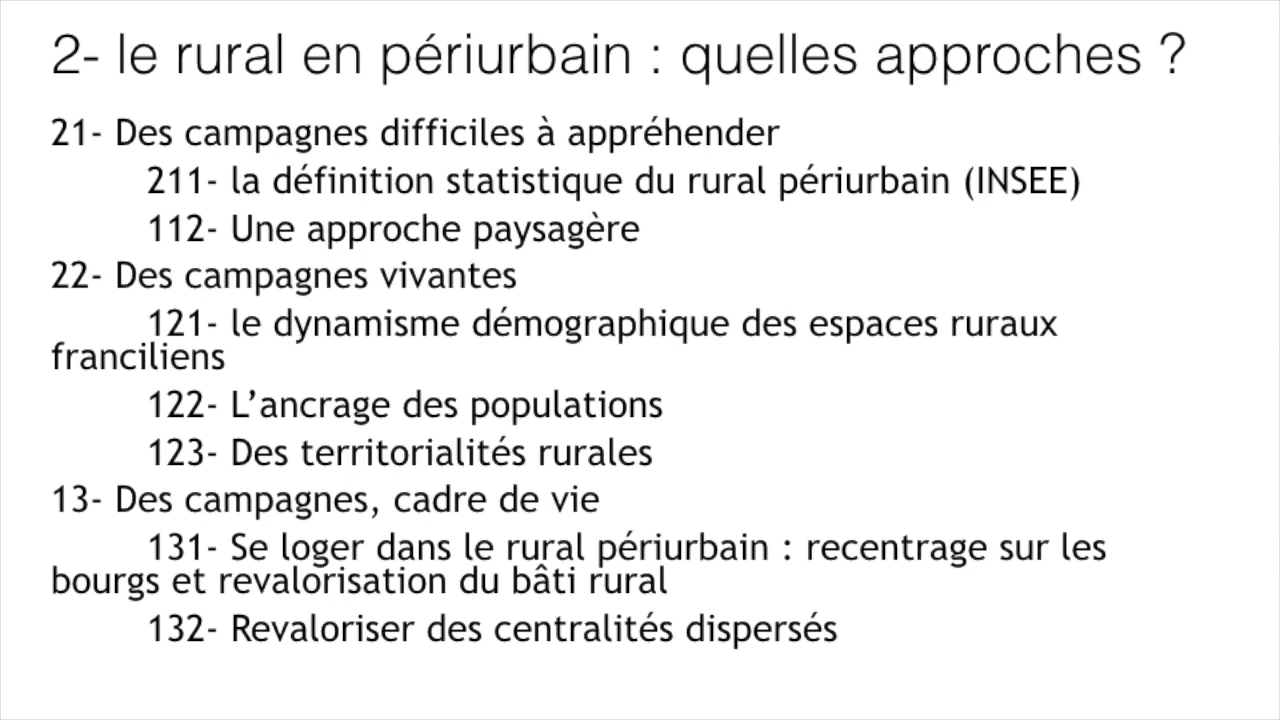 2- le rural en périurbain : quelles approches ?
21- Des campagnes difficiles à appréhender
211- la définition statistique du rural périurbain (INSEE)
112- Une approche paysagère
22- Des campagnes vivantes
121- le dynamisme démographique des espaces ruraux
franciliens
122- L’ancrage des populations
123- Des territorialités rurales
13- Des campagnes, cadre de vie
131- Se loger dans le rural périurbain : recentrage sur les
bourgs et revalorisation du bâti rural
132- Revaloriser des centralités dispersés